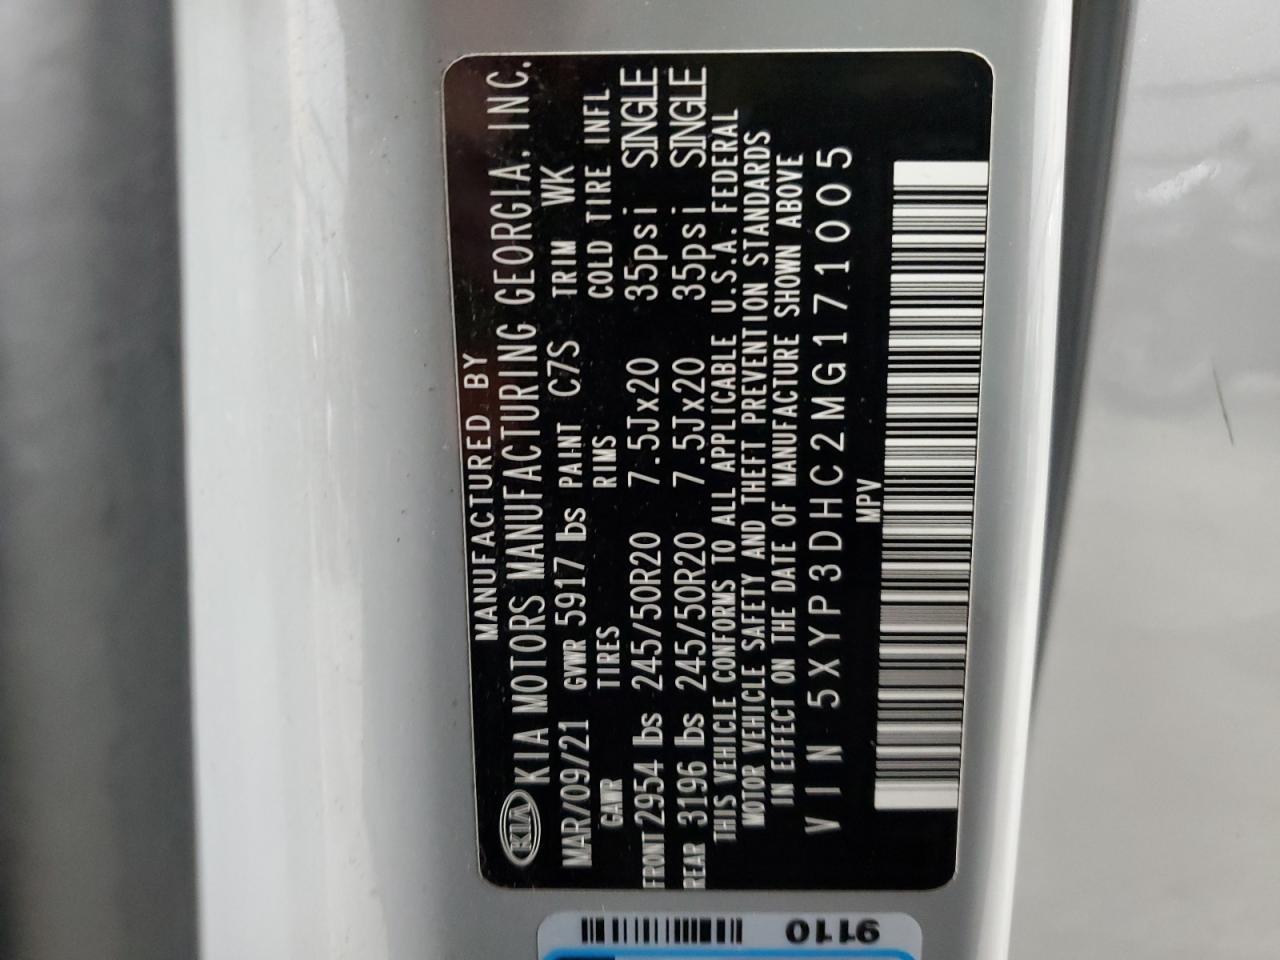 MANUFACTURED BY
KIA KIA MOTORS MANUFACTURING GEORGIA, INC.
MAR/09/21 GVWR 5917 lbs PAINT C7S TRIM WK
GAWR TIRES RIMS COLD TIRE INFL
FRONT 2954 lbs 245/50R20 7.5Jx20 35psi SINGLE
REAR 3196 lbs 245/50R20 7.5Jx20 35psi SINGLE
THIS VEHICLE CONFORMS TO ALL APPLICABLE U.S.A. FEDERAL
MOTOR VEHICLE SAFETY AND THEFT PREVENTION STANDARDS
IN EFFECT ON THE DATE OF MANUFACTURE SHOWN ABOVE
VIN 5XYP3DHC2MG171005
MPV
9110